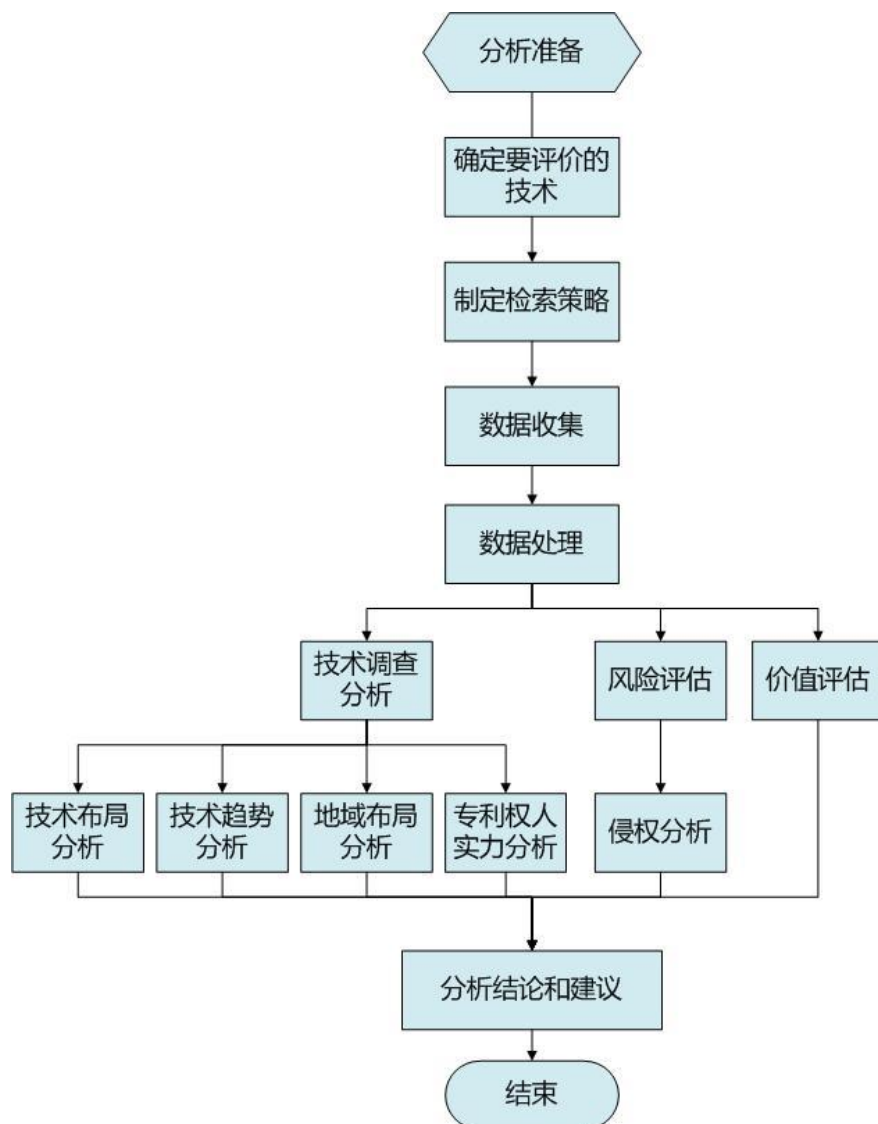 分析准备
确定要评价的
技术
制定检索策略
数据收集
数据处理
技术调查
分析
风险评估
价值评估
技术布局
分析
技术趋势
分析
地域布局
分析
专利权人
实力分析
侵权分析
分析结论和建议
结束